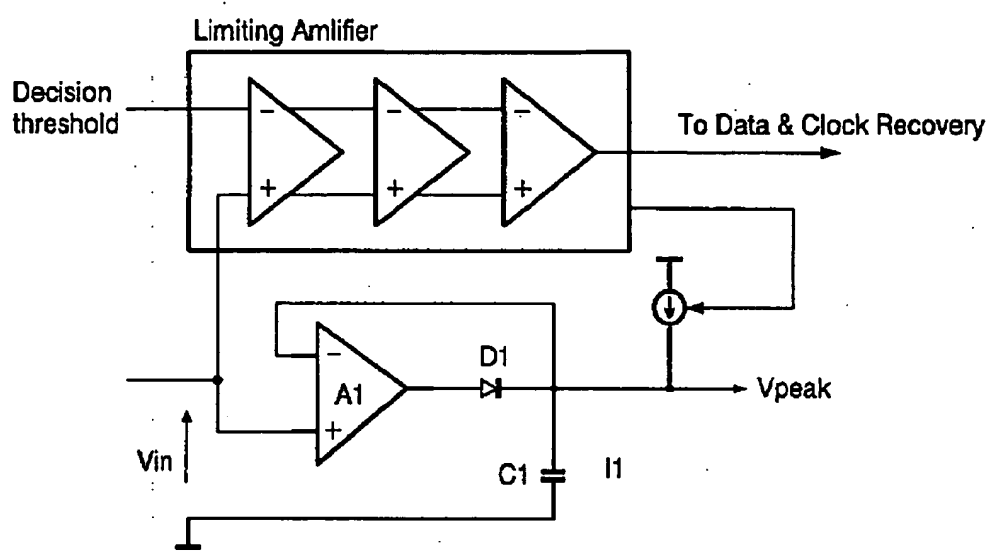 Limiting Amlifier
Decision
threshold
To Data & Clock Recovery
−
−
−
+
+
+
D1
−
A1
+
Vpeak
Vin
C1
I1